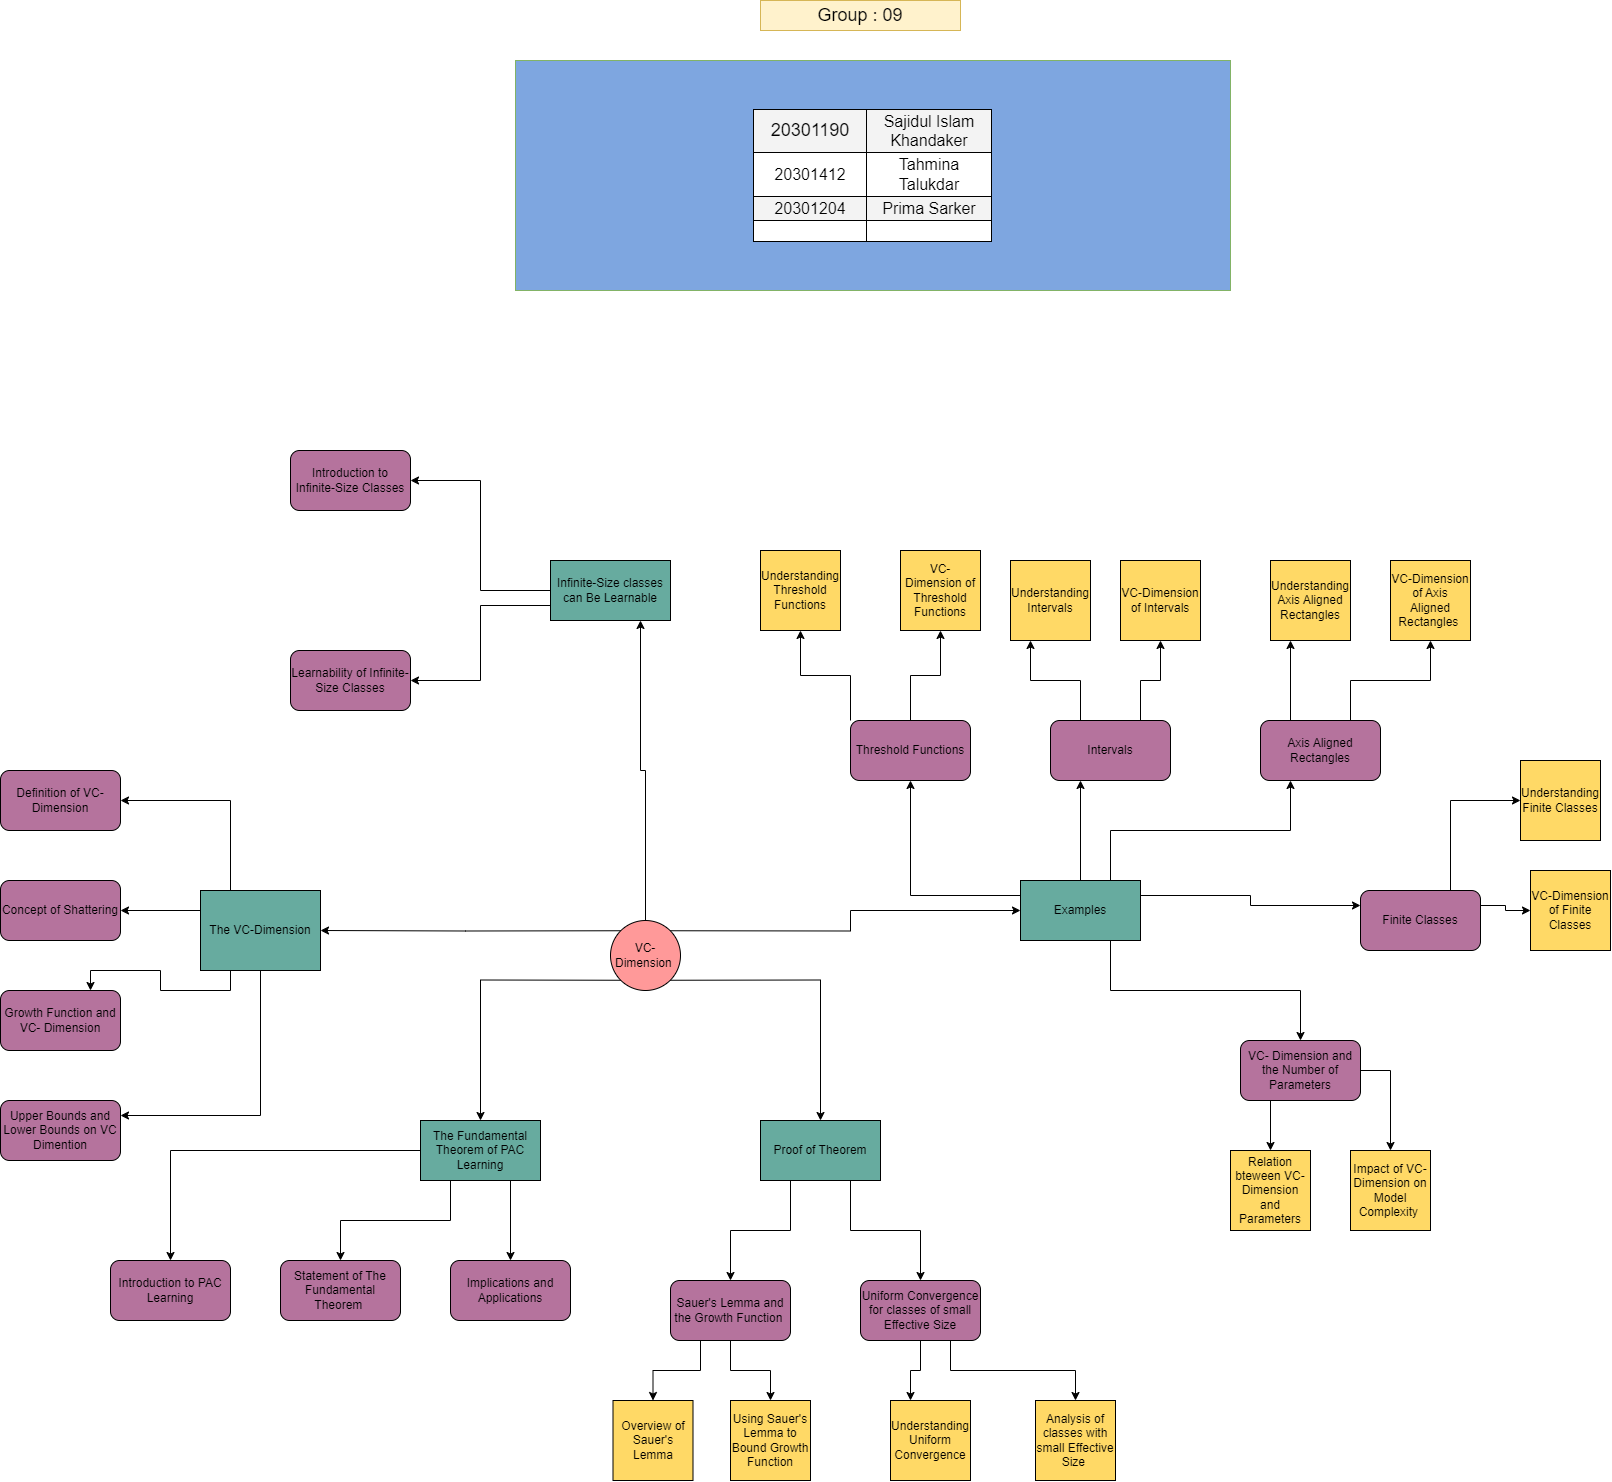 Group : 09
20301190
Sajidul Islam
Khandaker
20301412
Tahmina
Talukdar
20301204
Prima Sarker
Introduction to
Infinite-Size Classes
Infinite-Size classes
can Be Learnable
Learnability of Infinite-
Size Classes
Understanding
Threshold
Functions
VC-
Dimension of
Threshold
Functions
Understanding
Intervals
VC-Dimension
of Intervals
Understanding
Axis Aligned
Rectangles
VC-Dimension
of Axis
Aligned
Rectangles
Threshold Functions
Intervals
Axis Aligned
Rectangles
Understanding
Finite Classes
Definition of VC-
Dimension
Concept of Shattering
The VC-Dimension
VC-
Dimension
Examples
Finite Classes
VC-Dimension
of Finite
Classes
Growth Function and
VC- Dimension
Upper Bounds and
Lower Bounds on VC
Dimention
VC- Dimension and
the Number of
Parameters
The Fundamental
Theorem of PAC
Learning
Proof of Theorem
Relation
bteween VC-
Dimension
and
Parameters
Impact of VC-
Dimension on
Model
Complexity
Introduction to PAC
Learning
Statement of The
Fundamental
Theorem
Implications and
Applications
Sauer's Lemma and
the Growth Function
Uniform Convergence
for classes of small
Effective Size
Overview of
Sauer's
Lemma
Using Sauer's
Lemma to
Bound Growth
Function
Understanding
Uniform
Convergence
Analysis of
classes with
small Effective
Size